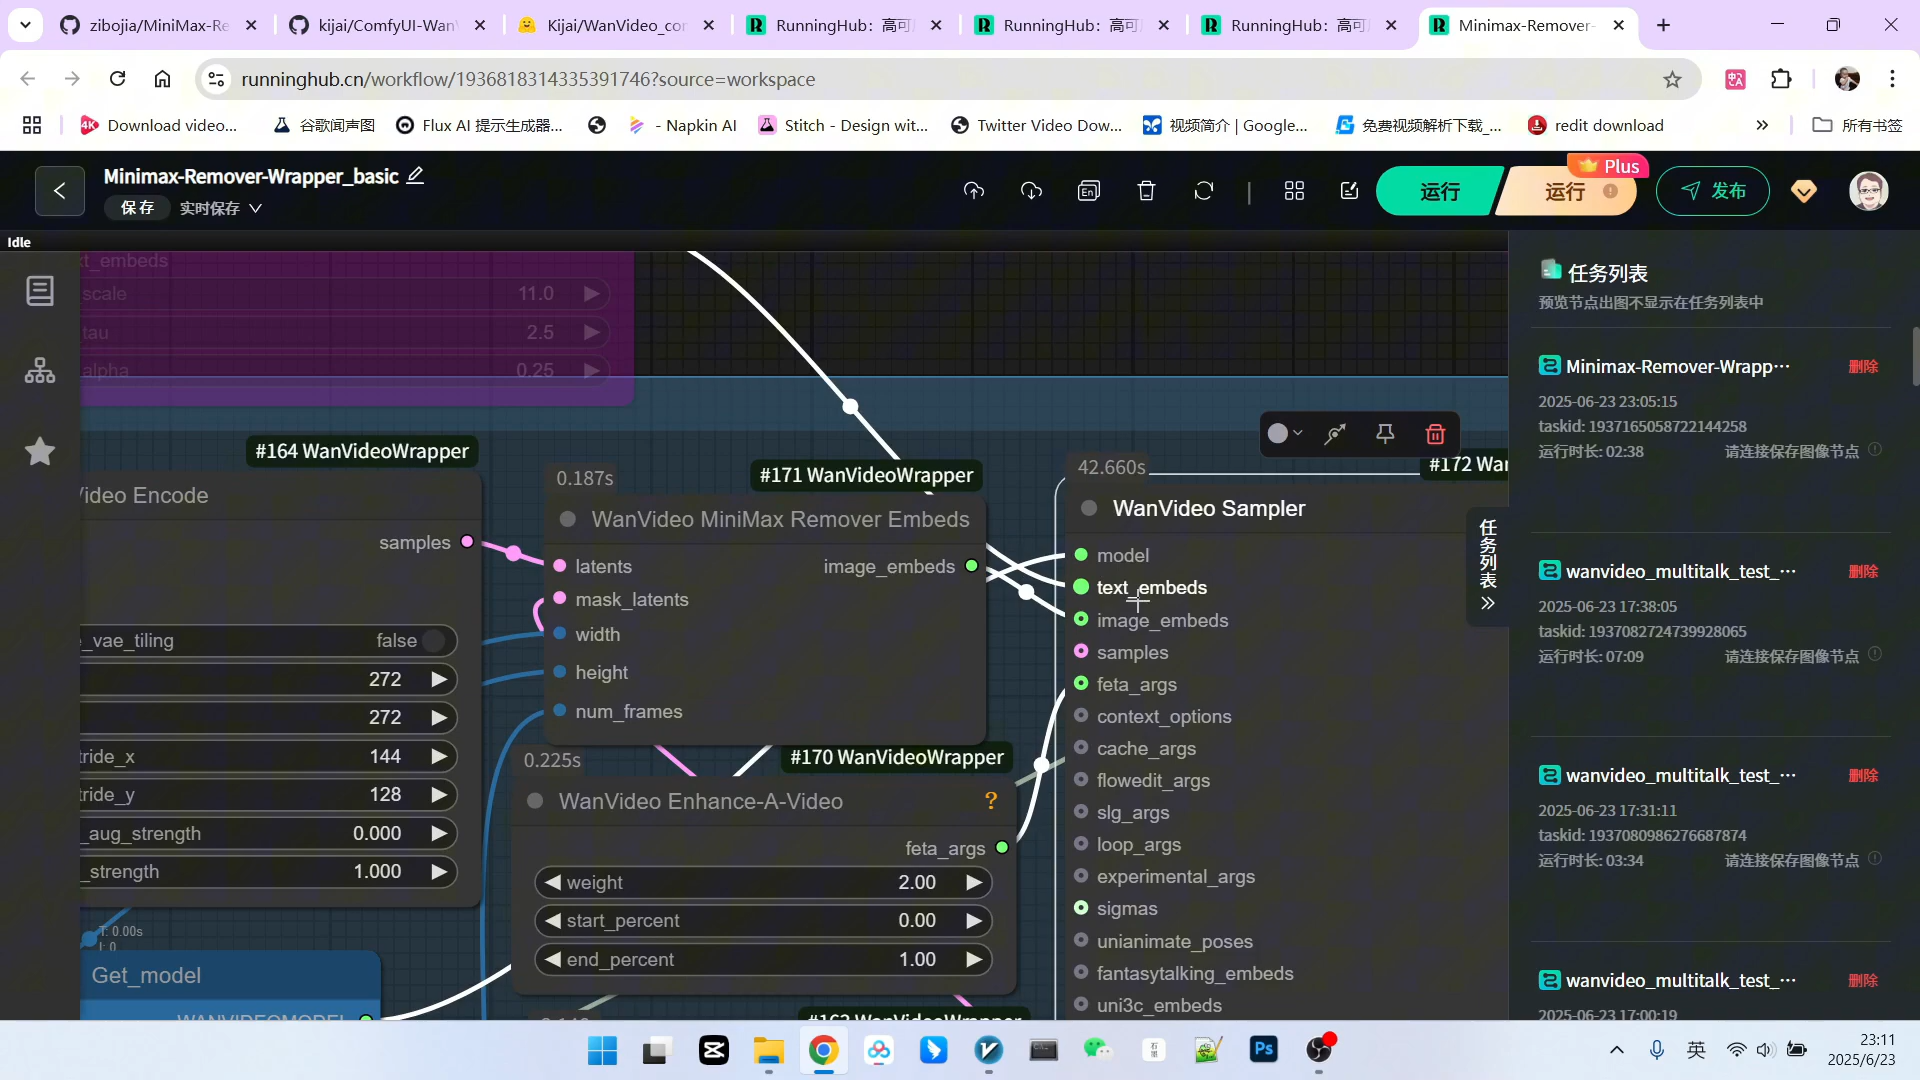 zibojia/MiniMax-Re
kijai/ComfyUI-Wan
Kijai/WanVideo_co
RunningHub: 高可
RunningHub: 高可
RunningHub: 高可
Minimax-Remover-
runninghub.cn/workflow/1936818314335391746?source=workspace
Download video...
谷歌闻声图
Flux AI 提示生成器...
- Napkin AI
Stitch - Design wit...
Twitter Video Dow...
视频简介 | Google...
免费视频解析下载_...
redit download
所有书签
Minimax-Remover-Wrapper_basic
保存
实时保存
En
运行
运行
Plus
发布
Idle
t_embeds
scale
11.0
tau
2.5
alpha
0.25
#164 WanVideoWrapper
ideo Encode
samples
_vae_tiling
false
272
272
ride_x
144
ride_y
128
_aug_strength
0.000
_strength
1.000
T: 0.00s
I: 0
Get_model
WANVIDEOMODEL
0.187s
#171 WanVideoWrapper
WanVideo MiniMax Remover Embeds
latents
image_embeds
mask_latents
width
height
num_frames
0.225s
#170 WanVideoWrapper
WanVideo Enhance-A-Video
?
feta_args
weight
2.00
start_percent
0.00
end_percent
1.00
WanVideoWrapper
42.660s
#172 War
WanVideo Sampler
model
text_embeds
image_embeds
samples
feta_args
context_options
cache_args
flowedit_args
slg_args
loop_args
experimental_args
sigmas
unianimate_poses
fantasytalking_embeds
uni3c_embeds
任务列表
任务列表
预览节点出图不显示在任务列表中
Minimax-Remover-Wrapp···
删除
2025-06-23 23:05:15
taskid: 1937165058722144258
运行时长: 02:38
请连接保存图像节点
wanvideo_multitalk_test_···
删除
2025-06-23 17:38:05
taskid: 1937082724739928065
运行时长: 07:09
请连接保存图像节点
wanvideo_multitalk_test_···
删除
2025-06-23 17:31:11
taskid: 1937080986276687874
运行时长: 03:34
请连接保存图像节点
wanvideo_multitalk_test_···
删除
2025-06-23 17:00:19
Ps
英
23:11
2025/6/23